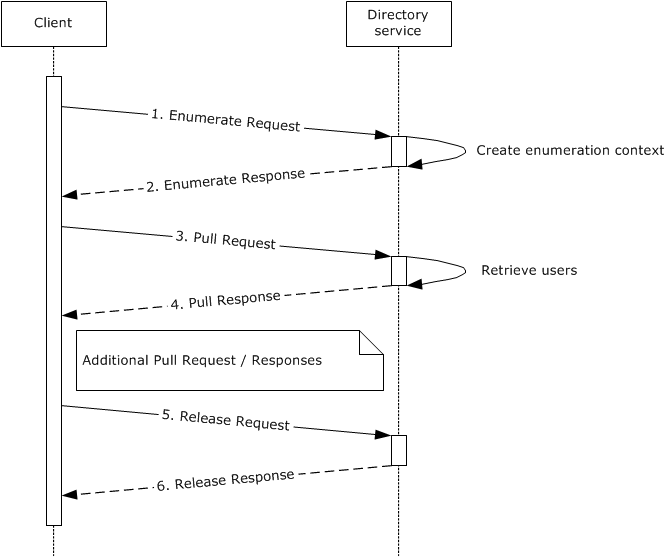 Client
Directory
service
1. Enumerate Request
Create enumeration context
2. Enumerate Response
3. Pull Request
Retrieve users
4. Pull Response
Additional Pull Request / Responses
5. Release Request
6. Release Response